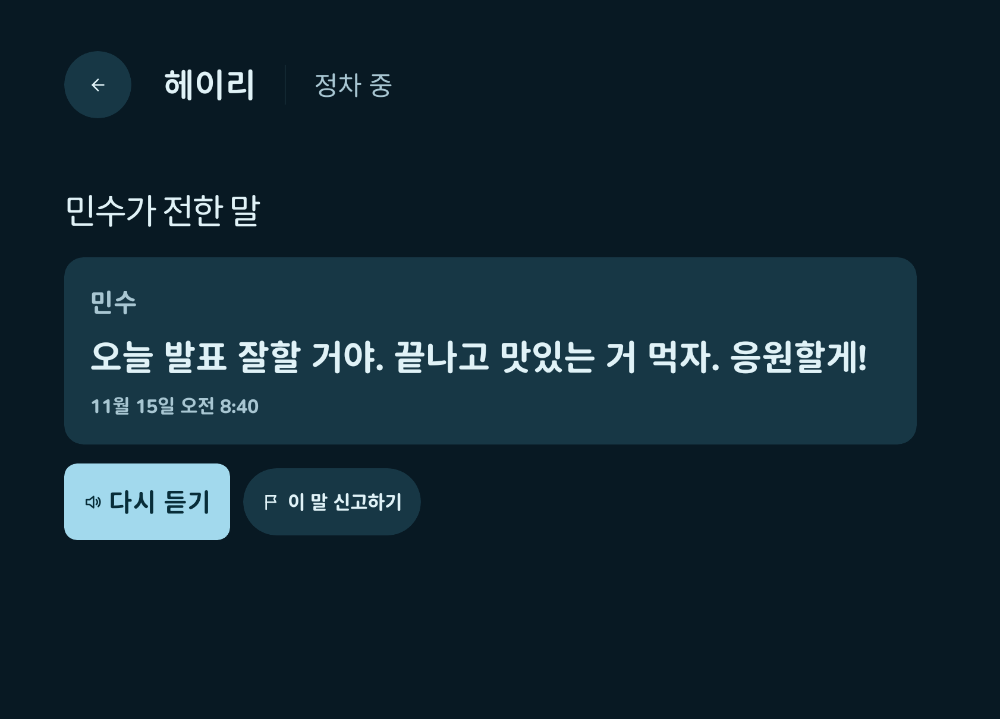 헤이리
정차 중
민수가 전한 말
민수
오늘 발표 잘할 거야. 끝나고 맛있는 거 먹자. 응원할게!
11월 15일 오전 8:40
다시 듣기
이 말 신고하기